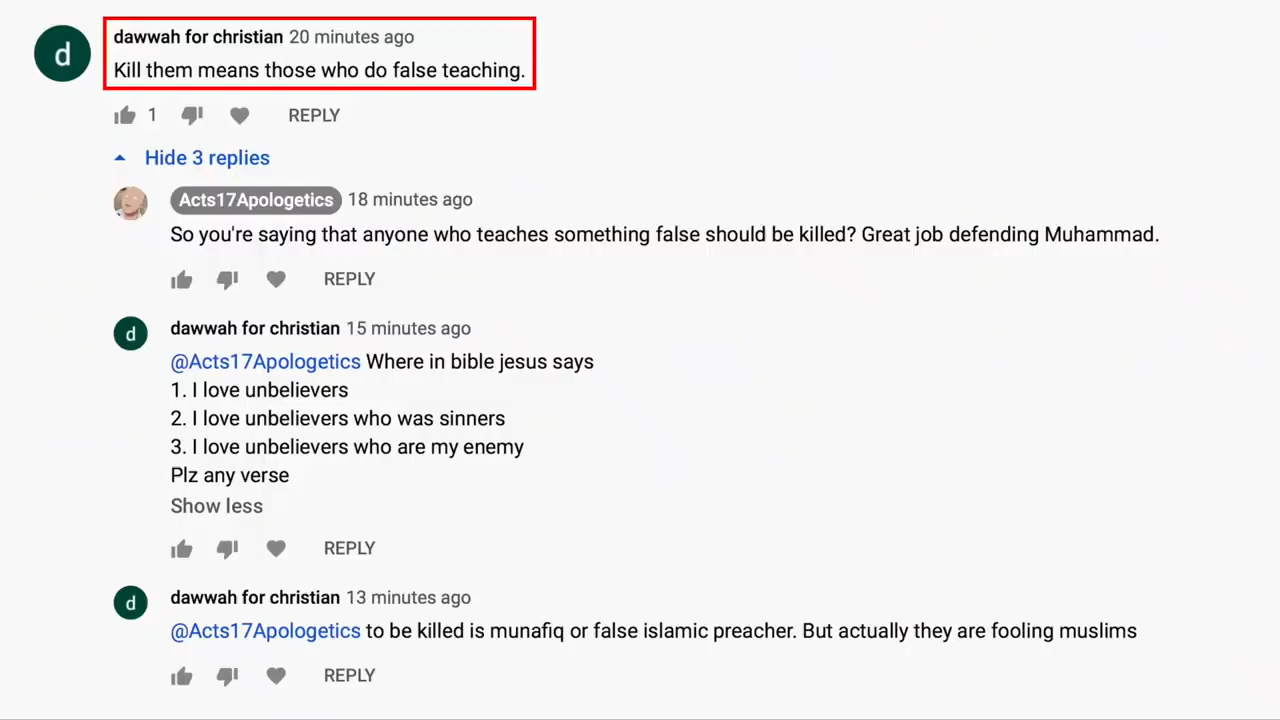 d
dawwah for christian 20 minutes ago
Kill them means those who do false teaching.
1 REPLY
Hide 3 replies
Acts17Apologetics 18 minutes ago
So you're saying that anyone who teaches something false should be killed? Great job defending Muhammad.
REPLY
d
dawwah for christian 15 minutes ago
@Acts17Apologetics Where in bible jesus says
1. I love unbelievers
2. I love unbelievers who was sinners
3. I love unbelievers who are my enemy
Plz any verse
Show less
REPLY
d
dawwah for christian 13 minutes ago
@Acts17Apologetics to be killed is munafiq or false islamic preacher. But actually they are fooling muslims
REPLY